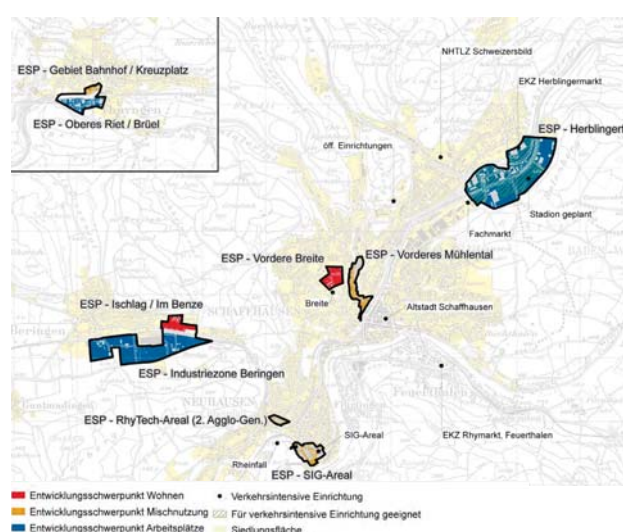 ESP - Gebiet Bahnhof / Kreuzplatz
ESP - Oberes Riet / Brüel
NHTLZ Schweizersbild
EKZ Herblingermarkt
ESP - Herblingert
öff. Einrichtungen
Stadion geplant
Fachmarkt
ESP - Vordere Breite
ESP - Vorderes Mühlental
Breite
Altstadt Schaffhausen
ESP - Ischlag / Im Benze
SCHAFFHAUSEN
Beringen
ESP - Industriezone Beringen
NEUHAUSEN
Feuerthalen
ESP - RhyTech-Areal (2. Agglo-Gen.)
SIG-Areal
EKZ Rhymarkt, Feuerthalen
Rheinfall
ESP - SIG-Areal
Entwicklungsschwerpunkt Wohnen
Verkehrsintensive Einrichtung
Entwicklungsschwerpunkt Mischnutzung
Für verkehrsintensive Einrichtung geeignet
Entwicklungsschwerpunkt Arbeitsplätze
Siedlungsfläche